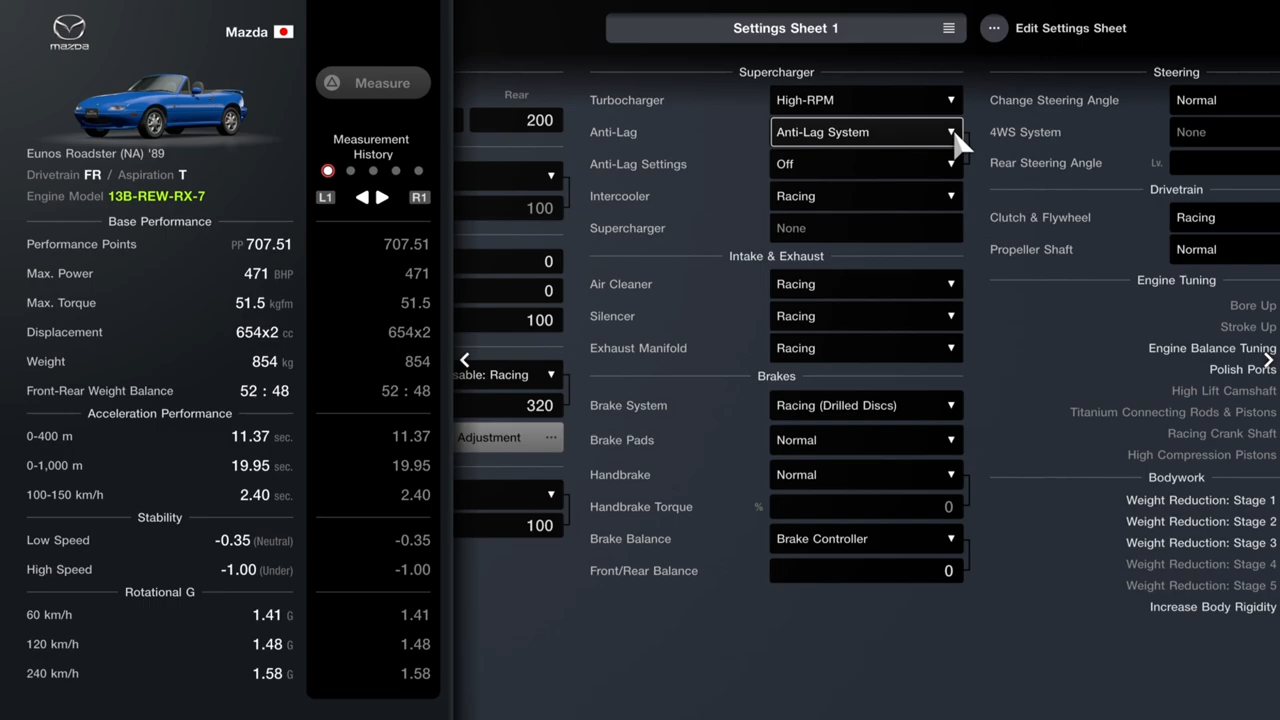 Settings Sheet 1
Edit Settings Sheet
mazda
Mazda
Eunos Roadster (NA) '89
Drivetrain FR / Aspiration T
Engine Model 13B-REW-RX-7
Base Performance
Performance Points PP 707.51
Max. Power 471 BHP
Max. Torque 51.5 kgfm
Displacement 654x2 cc
Weight 854 kg
Front-Rear Weight Balance 52 : 48
Acceleration Performance
0-400 m 11.37 sec.
0-1,000 m 19.95 sec.
100-150 km/h 2.40 sec.
Stability
Low Speed -0.35 (Neutral)
High Speed -1.00 (Under)
Rotational G
60 km/h 1.41 G
120 km/h 1.48 G
240 km/h 1.58 G
Measure
Measurement
History
L1 R1
707.51
471
51.5
654x2
854
52 : 48
11.37
19.95
2.40
-0.35
-1.00
1.41
1.48
1.58
Rear
200
100
0
0
100
sable: Racing
320
Adjustment
100
Supercharger
Turbocharger High-RPM
Anti-Lag Anti-Lag System
Anti-Lag Settings Off
Intercooler Racing
Supercharger None
Intake & Exhaust
Air Cleaner Racing
Silencer Racing
Exhaust Manifold Racing
Brakes
Brake System Racing (Drilled Discs)
Brake Pads Normal
Handbrake Normal
Handbrake Torque % 0
Brake Balance Brake Controller
Front/Rear Balance 0
Steering
Change Steering Angle Normal
4WS System None
Rear Steering Angle Lv.
Drivetrain
Clutch & Flywheel Racing
Propeller Shaft Normal
Engine Tuning
Bore Up
Stroke Up
Engine Balance Tuning
Polish Ports
High Lift Camshaft
Titanium Connecting Rods & Pistons
Racing Crank Shaft
High Compression Pistons
Bodywork
Weight Reduction: Stage 1
Weight Reduction: Stage 2
Weight Reduction: Stage 3
Weight Reduction: Stage 4
Weight Reduction: Stage 5
Increase Body Rigidity